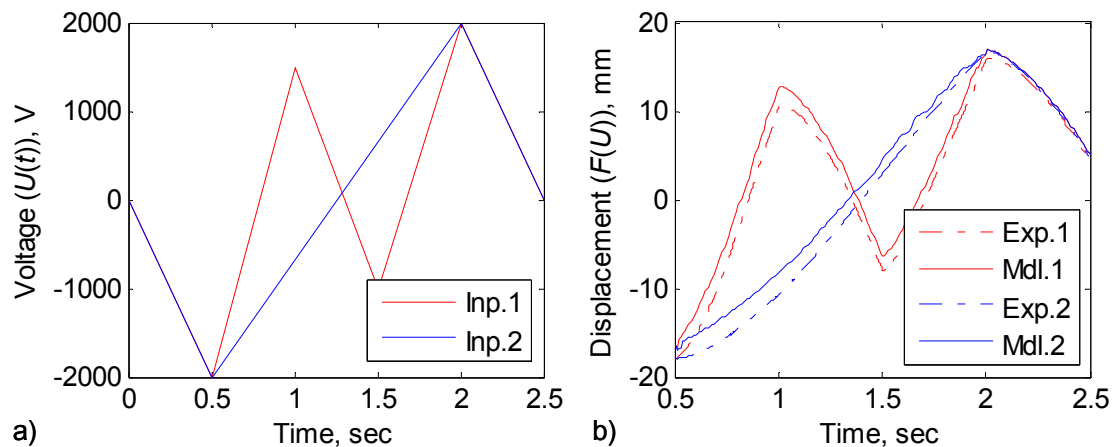 2000
1000
0
-1000
-2000
Voltage (U(t)), V
0
0.5
1
1.5
2
2.5
Time, sec
Inp.1
Inp.2
a)
20
10
0
-10
-20
Displacement (F(U)), mm
0.5
1
1.5
2
2.5
Time, sec
Exp.1
Mdl.1
Exp.2
Mdl.2
b)